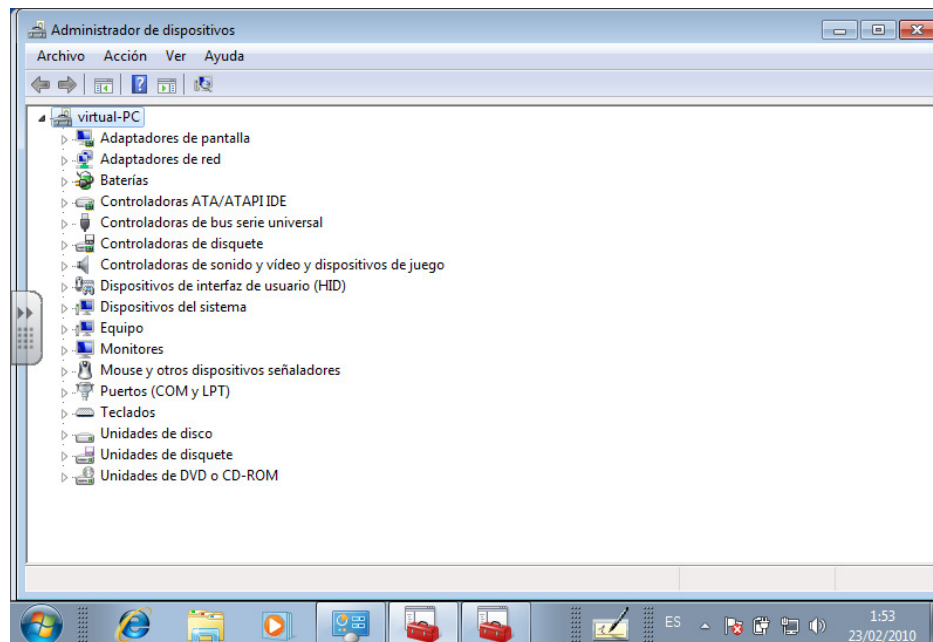 Administrador de dispositivos
Archivo Acción Ver Ayuda
virtual-PC
Adaptadores de pantalla
Adaptadores de red
Baterías
Controladoras ATA/ATAPI IDE
Controladoras de bus serie universal
Controladoras de disquete
Controladoras de sonido y vídeo y dispositivos de juego
Dispositivos de interfaz de usuario (HID)
Dispositivos del sistema
Equipo
Monitores
Mouse y otros dispositivos señaladores
Puertos (COM y LPT)
Teclados
Unidades de disco
Unidades de disquete
Unidades de DVD o CD-ROM
ES
1:53
23/02/2010